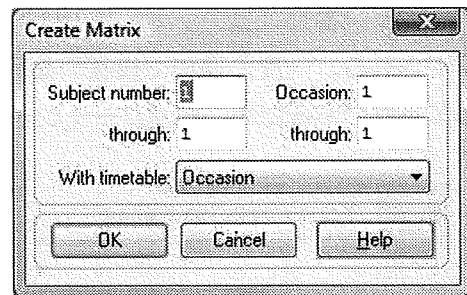 Create Matrix
Subject number: 1 Occasion: 1
through: 1 through: 1
With timetable: Occasion
OK Cancel Help